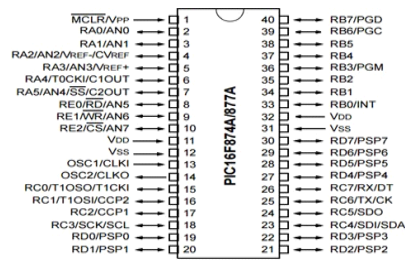 MCLR/VPP 1 40 RB7/PGD
RA0/AN0 2 39 RB6/PGC
RA1/AN1 3 38 RB5
RA2/AN2/VREF-/CVREF 4 37 RB4
RA3/AN3/VREF+ 5 36 RB3/PGM
RA4/T0CKI/C1OUT 6 35 RB2
RA5/AN4/SS/C2OUT 7 34 RB1
RE0/RD/AN5 8 33 RB0/INT
RE1/WR/AN6 9 32 VDD
RE2/CS/AN7 10 31 VSS
VDD 11 30 RD7/PSP7
VSS 12 29 RD6/PSP6
OSC1/CLKI 13 28 RD5/PSP5
OSC2/CLKO 14 27 RD4/PSP4
RC0/T1OSO/T1CKI 15 26 RC7/RX/DT
RC1/T1OSI/CCP2 16 25 RC6/TX/CK
RC2/CCP1 17 24 RC5/SDO
RC3/SCK/SCL 18 23 RC4/SDI/SDA
RD0/PSP0 19 22 RD3/PSP3
RD1/PSP1 20 21 RD2/PSP2
PIC16F874A/877A